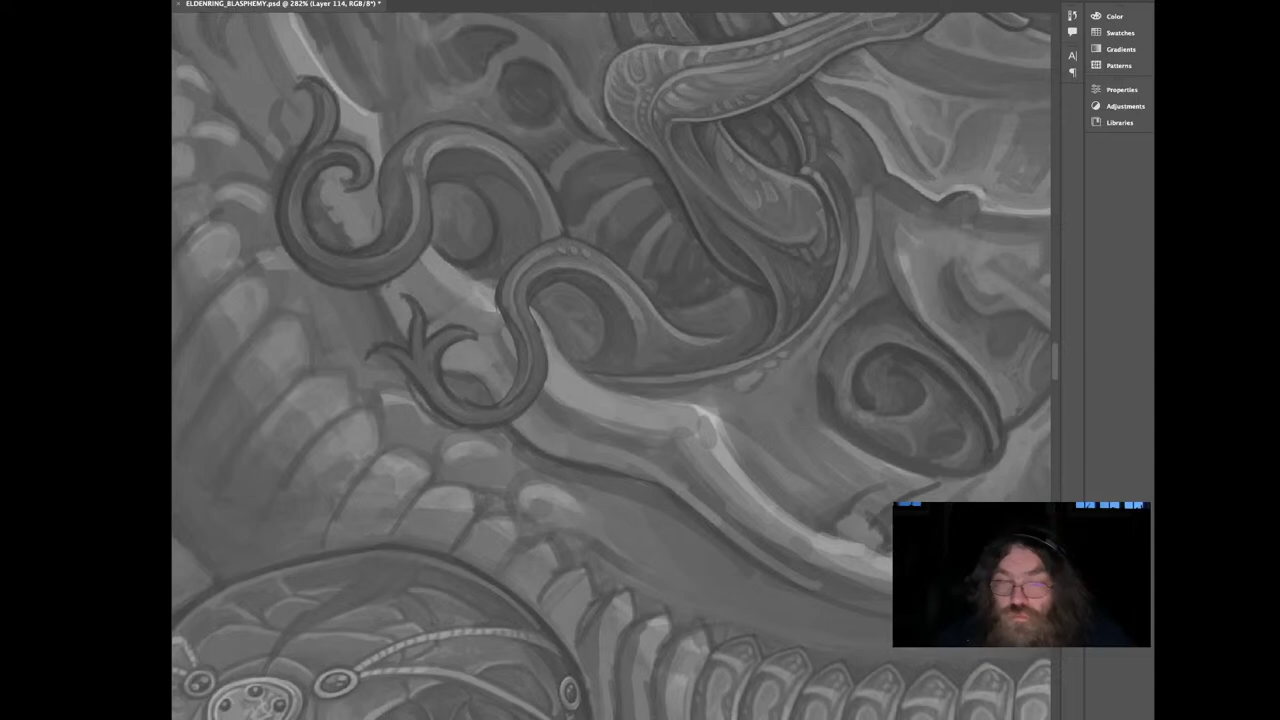 ELDENRING_BLASPHEMY.psd @ 282% (Layer 114, RGB/8*) *
Color
Swatches
Gradients
Patterns
Properties
Adjustments
Libraries